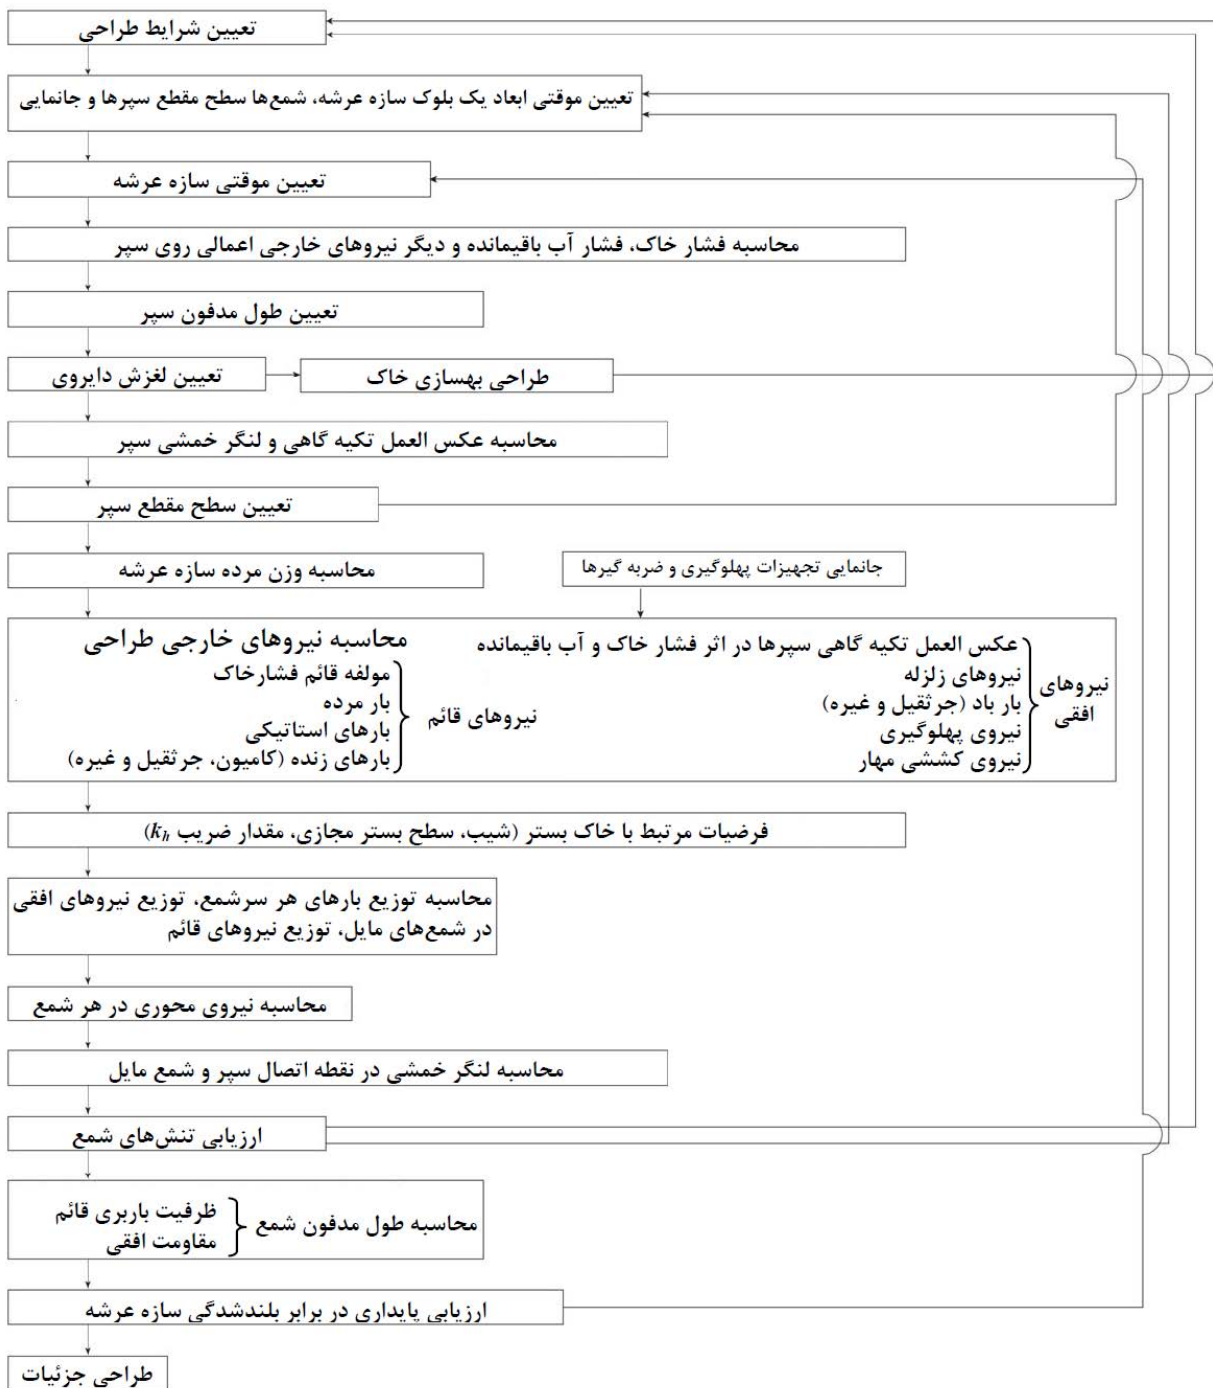 تعیین شرایط طراحی
تعیین موقتی ابعاد یک بلوک سازه عرشه، شمع‌ها سطح مقطع سپرها و جانمایی
تعیین موقتی سازه عرشه
محاسبه فشار خاک، فشار آب باقیمانده و دیگر نیروهای خارجی اعمالی روی سپر
تعیین طول مدفون سپر
تعیین لغزش دایروی
طراحی بهسازی خاک
محاسبه عکس العمل تکیه گاهی و لنگر خمشی سپر
تعیین سطح مقطع سپر
محاسبه وزن مرده سازه عرشه
جانمایی تجهیزات پهلوگیری و ضربه گیرها
محاسبه نیروهای خارجی طراحی
نیروهای افقی
عکس العمل تکیه گاهی سپرها در اثر فشار خاک و آب باقیمانده
نیروهای زلزله
بار باد (جرثقیل و غیره)
نیروی پهلوگیری
نیروی کششی مهار
نیروهای قائم
مولفه قائم فشارخاک
بار مرده
بارهای استاتیکی
بارهای زنده (کامیون، جرثقیل و غیره)
فرضیات مرتبط با خاک بستر (شیب، سطح بستر مجازی، مقدار ضریب kh)
محاسبه توزیع بارهای هر سرشمع، توزیع نیروهای افقی
در شمع‌های مایل، توزیع نیروهای قائم
محاسبه نیروی محوری در هر شمع
محاسبه لنگر خمشی در نقطه اتصال سپر و شمع مایل
ارزیابی تنش‌های شمع
محاسبه طول مدفون شمع
ظرفیت باربری قائم
مقاومت افقی
ارزیابی پایداری در برابر بلندشدگی سازه عرشه
طراحی جزئیات